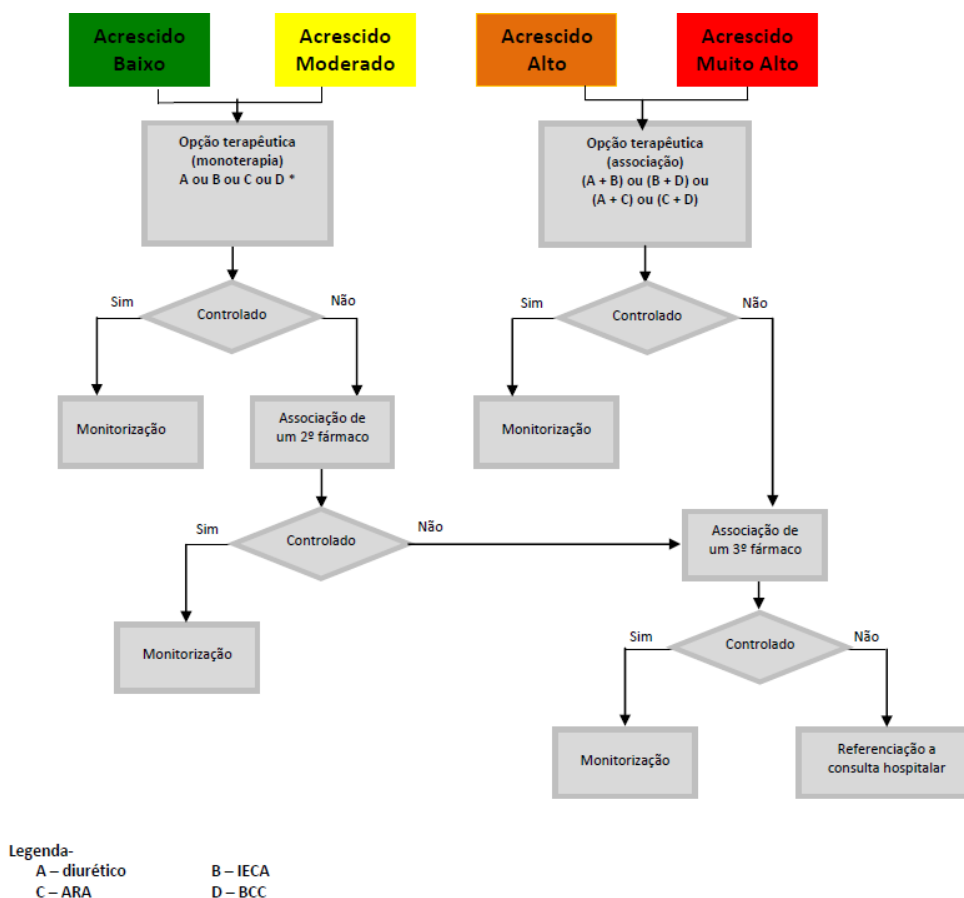 Acrescido
Baixo
Acrescido
Moderado
Acrescido
Alto
Acrescido
Muito Alto
Opção terapêutica
(monoterapia)
A ou B ou C ou D *
Opção terapêutica
(associação)
(A + B) ou (B + D) ou
(A + C) ou (C + D)
Sim
Controlado
Não
Sim
Controlado
Não
Monitorização
Associação de
um 2º fármaco
Monitorização
Sim
Controlado
Não
Associação de
um 3º fármaco
Monitorização
Sim
Controlado
Não
Monitorização
Referenciação a
consulta hospitalar
Legenda-
A – diurético B – IECA
C – ARA D – BCC